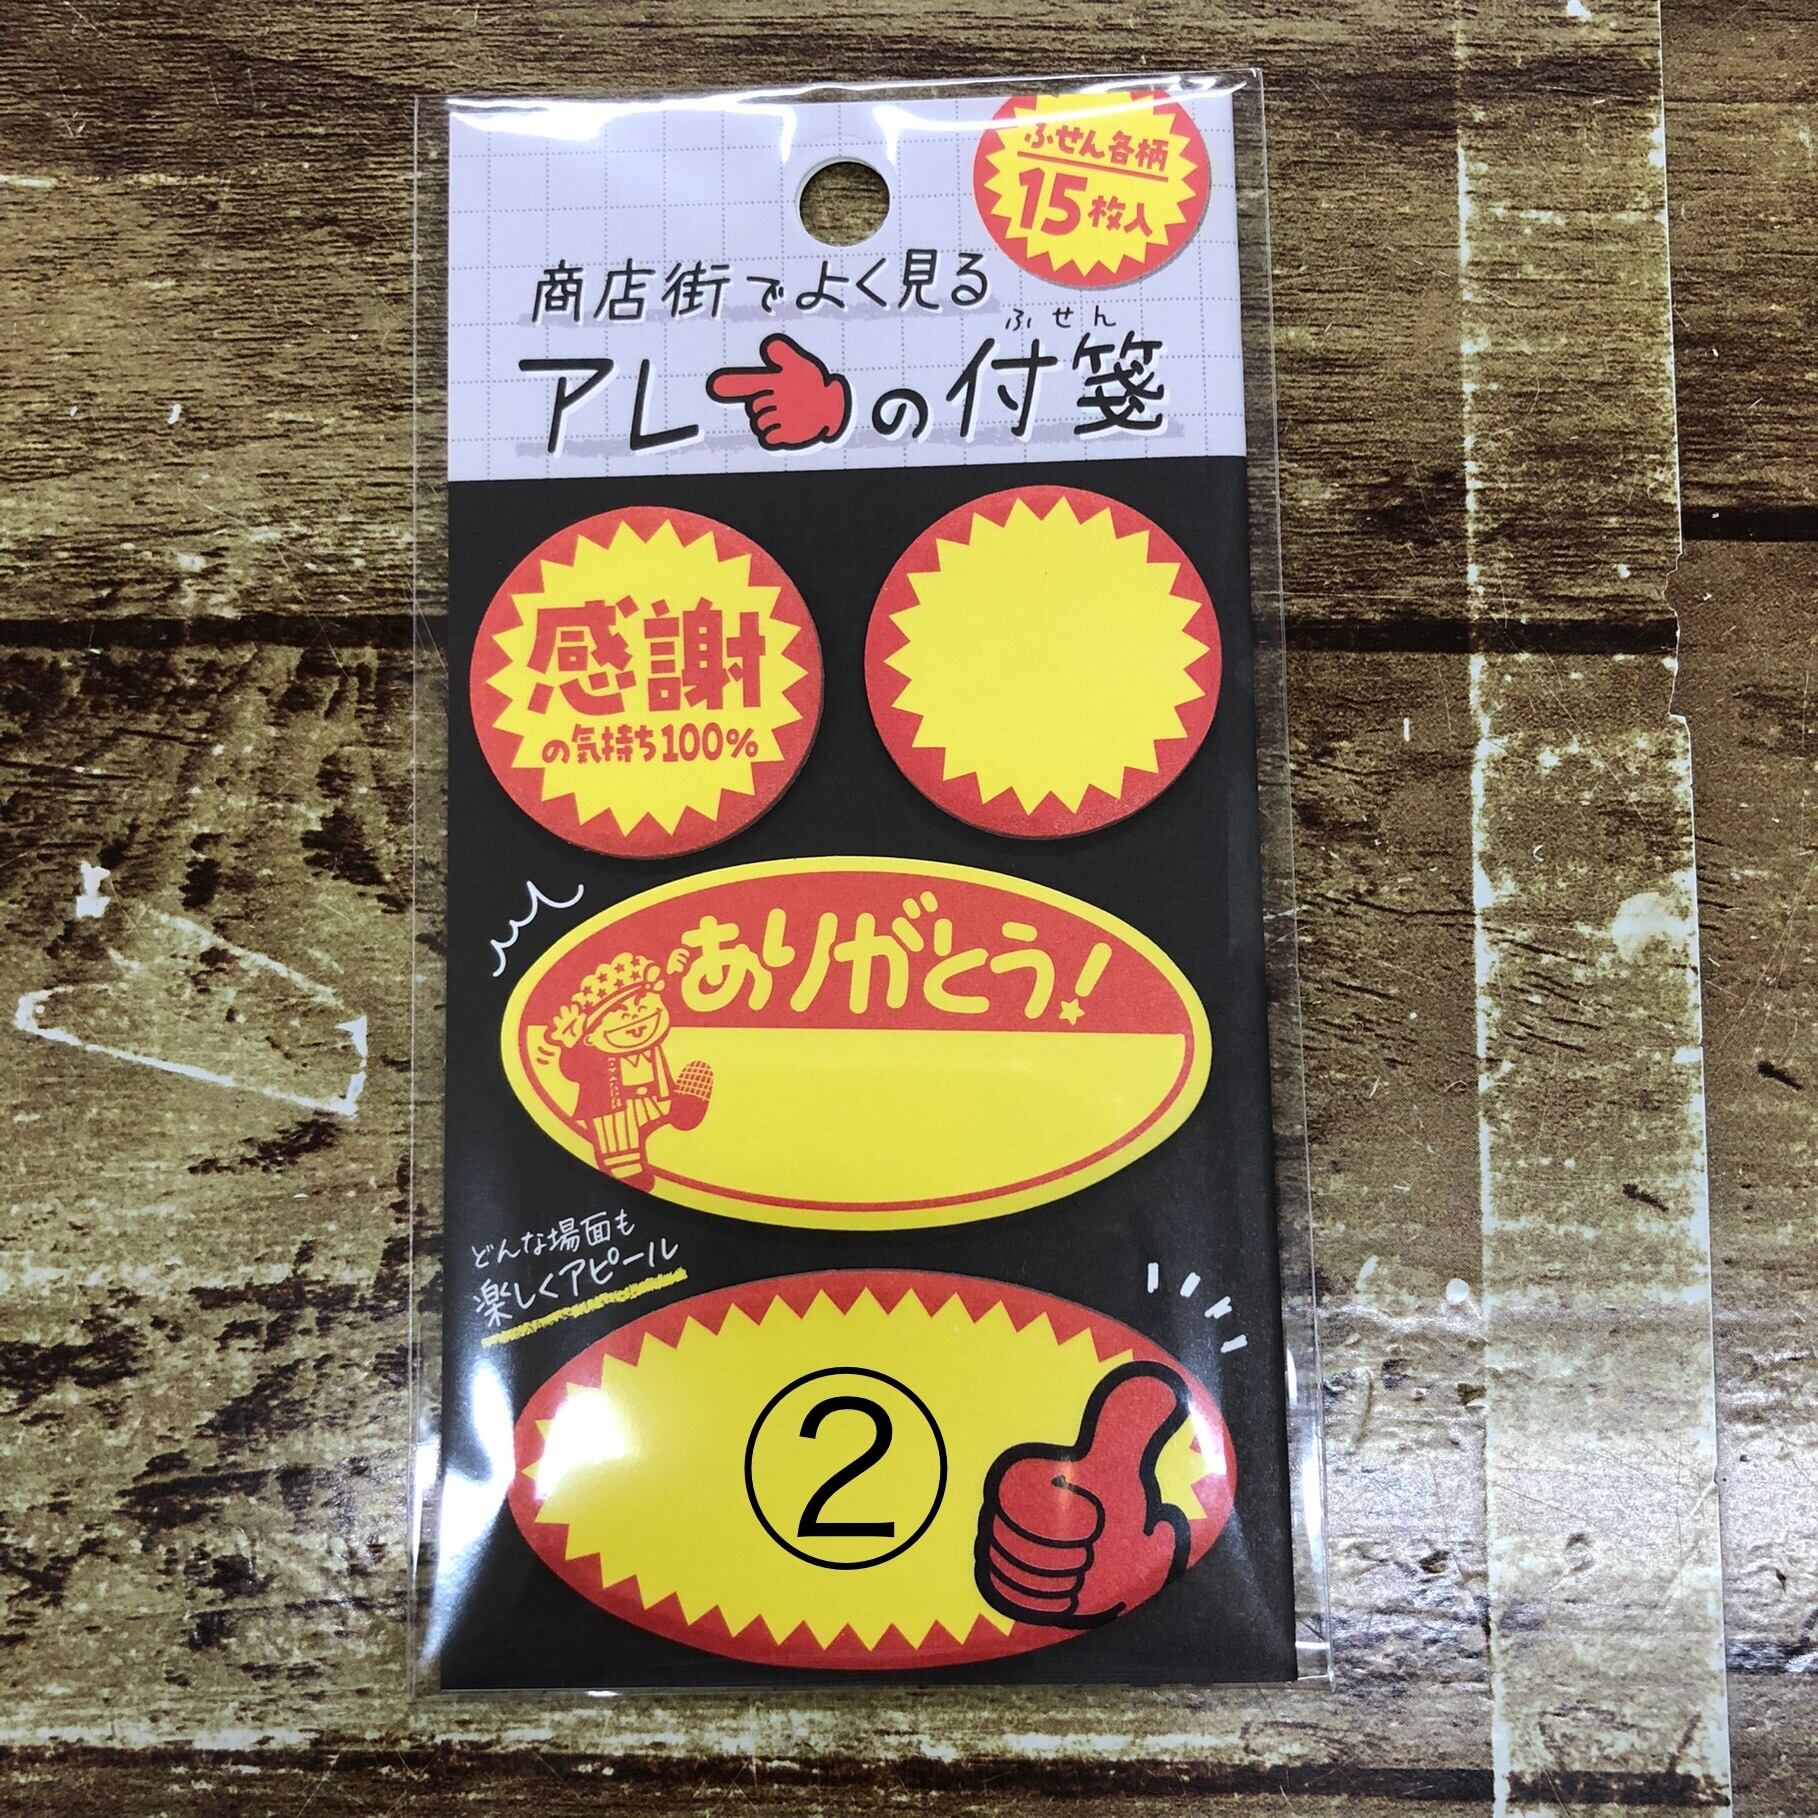 ふせん各柄
15枚入
商店街でよく見る
ふせん
アレの付箋
感謝
の気持ち100%
ありがとう!
どんな場面も
楽しくアピール
②